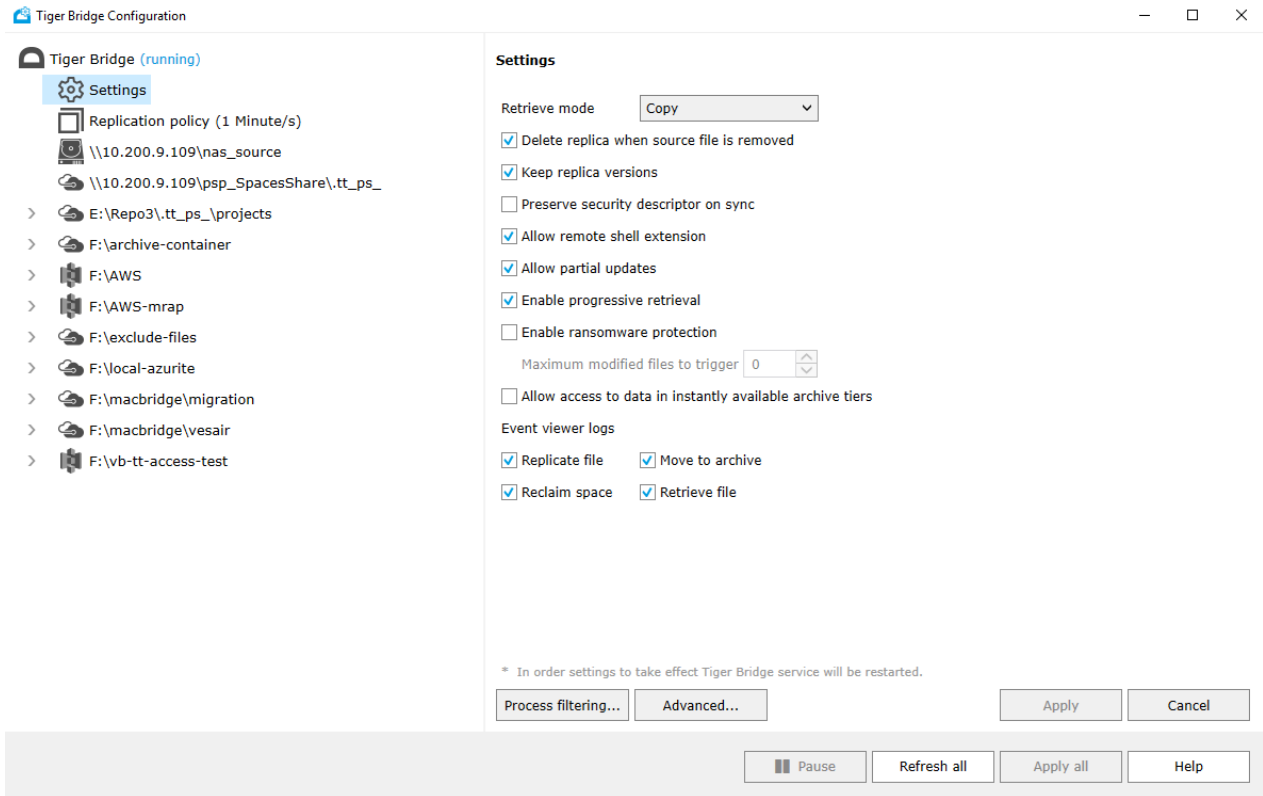 Tiger Bridge Configuration
Tiger Bridge (running)
Settings
Replication policy (1 Minute/s)
\\10.200.9.109\nas_source
\\10.200.9.109\psp_SpacesShare\.tt_ps_
E:\Repo3\.tt_ps_\projects
F:\archive-container
F:\AWS
F:\AWS-mrap
F:\exclude-files
F:\local-azurite
F:\macbridge\migration
F:\macbridge\vesair
F:\vb-tt-access-test
Settings
Retrieve mode Copy
Delete replica when source file is removed
Keep replica versions
Preserve security descriptor on sync
Allow remote shell extension
Allow partial updates
Enable progressive retrieval
Enable ransomware protection
Maximum modified files to trigger 0
Allow access to data in instantly available archive tiers
Event viewer logs
Replicate file Move to archive
Reclaim space Retrieve file
* In order settings to take effect Tiger Bridge service will be restarted.
Process filtering... Advanced... Apply Cancel
Pause Refresh all Apply all Help